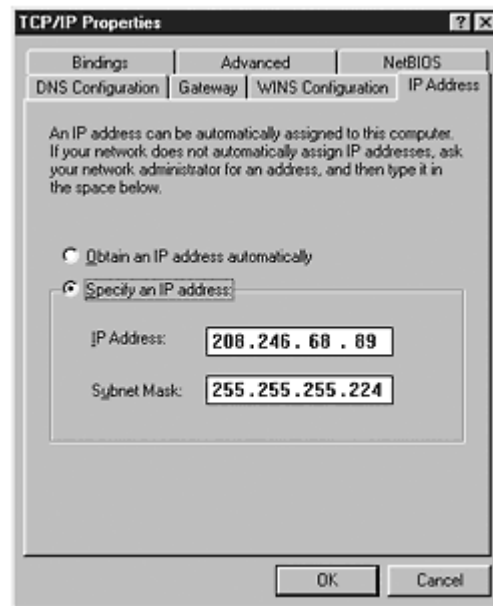 TCP/IP Properties
Bindings Advanced NetBIOS
DNS Configuration Gateway WINS Configuration IP Address
An IP address can be automatically assigned to this computer.
If your network does not automatically assign IP addresses, ask
your network administrator for an address, and then type it in
the space below.
Obtain an IP address automatically
Specify an IP address:
IP Address: 208.246.68.89
Subnet Mask: 255.255.255.224
OK Cancel